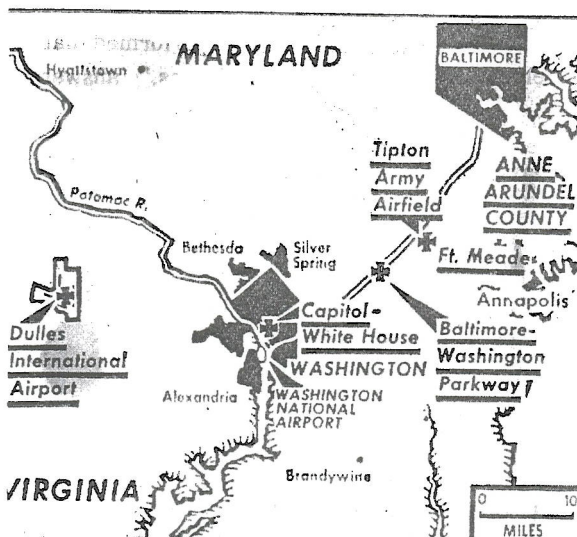 MARYLAND
Hyattstown
BALTIMORE
Tipton
Army
Airfield
ANNE
ARUNDEL
COUNTY
Potomac R.
Bethesda
Silver
Spring
Ft. Meade
Annapolis
Capitol-
White House
WASHINGTON
Dulles
International
Airport
Baltimore-
Washington
Parkway
Alexandria
WASHINGTON
NATIONAL
AIRPORT
VIRGINIA
Brandywine
0 10
MILES